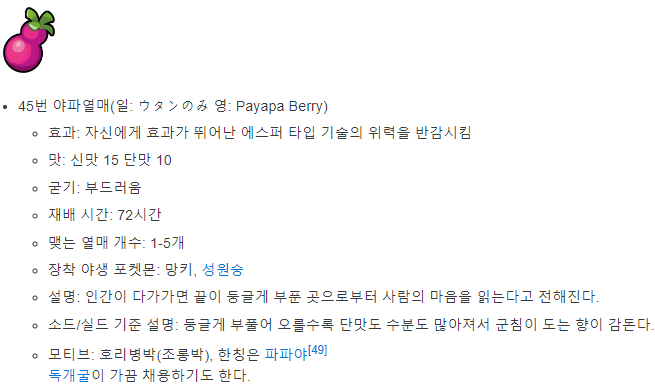 45번 야파열매(일: ウタンのみ 영: Payapa Berry)
효과: 자신에게 효과가 뛰어난 에스퍼 타입 기술의 위력을 반감시킴
맛: 신맛 15 단맛 10
굳기: 부드러움
재배 시간: 72시간
맺는 열매 개수: 1-5개
장착 야생 포켓몬: 망키, 성원숭
설명: 인간이 다가가면 끝이 둥글게 부푼 곳으로부터 사람의 마음을 읽는다고 전해진다.
소드/실드 기준 설명: 둥글게 부풀어 오를수록 단맛도 수분도 많아져서 군침이 도는 향이 감돈다.
모티브: 호리병박(조롱박), 한칭은 파파야[49]
독개굴이 가끔 채용하기도 한다.